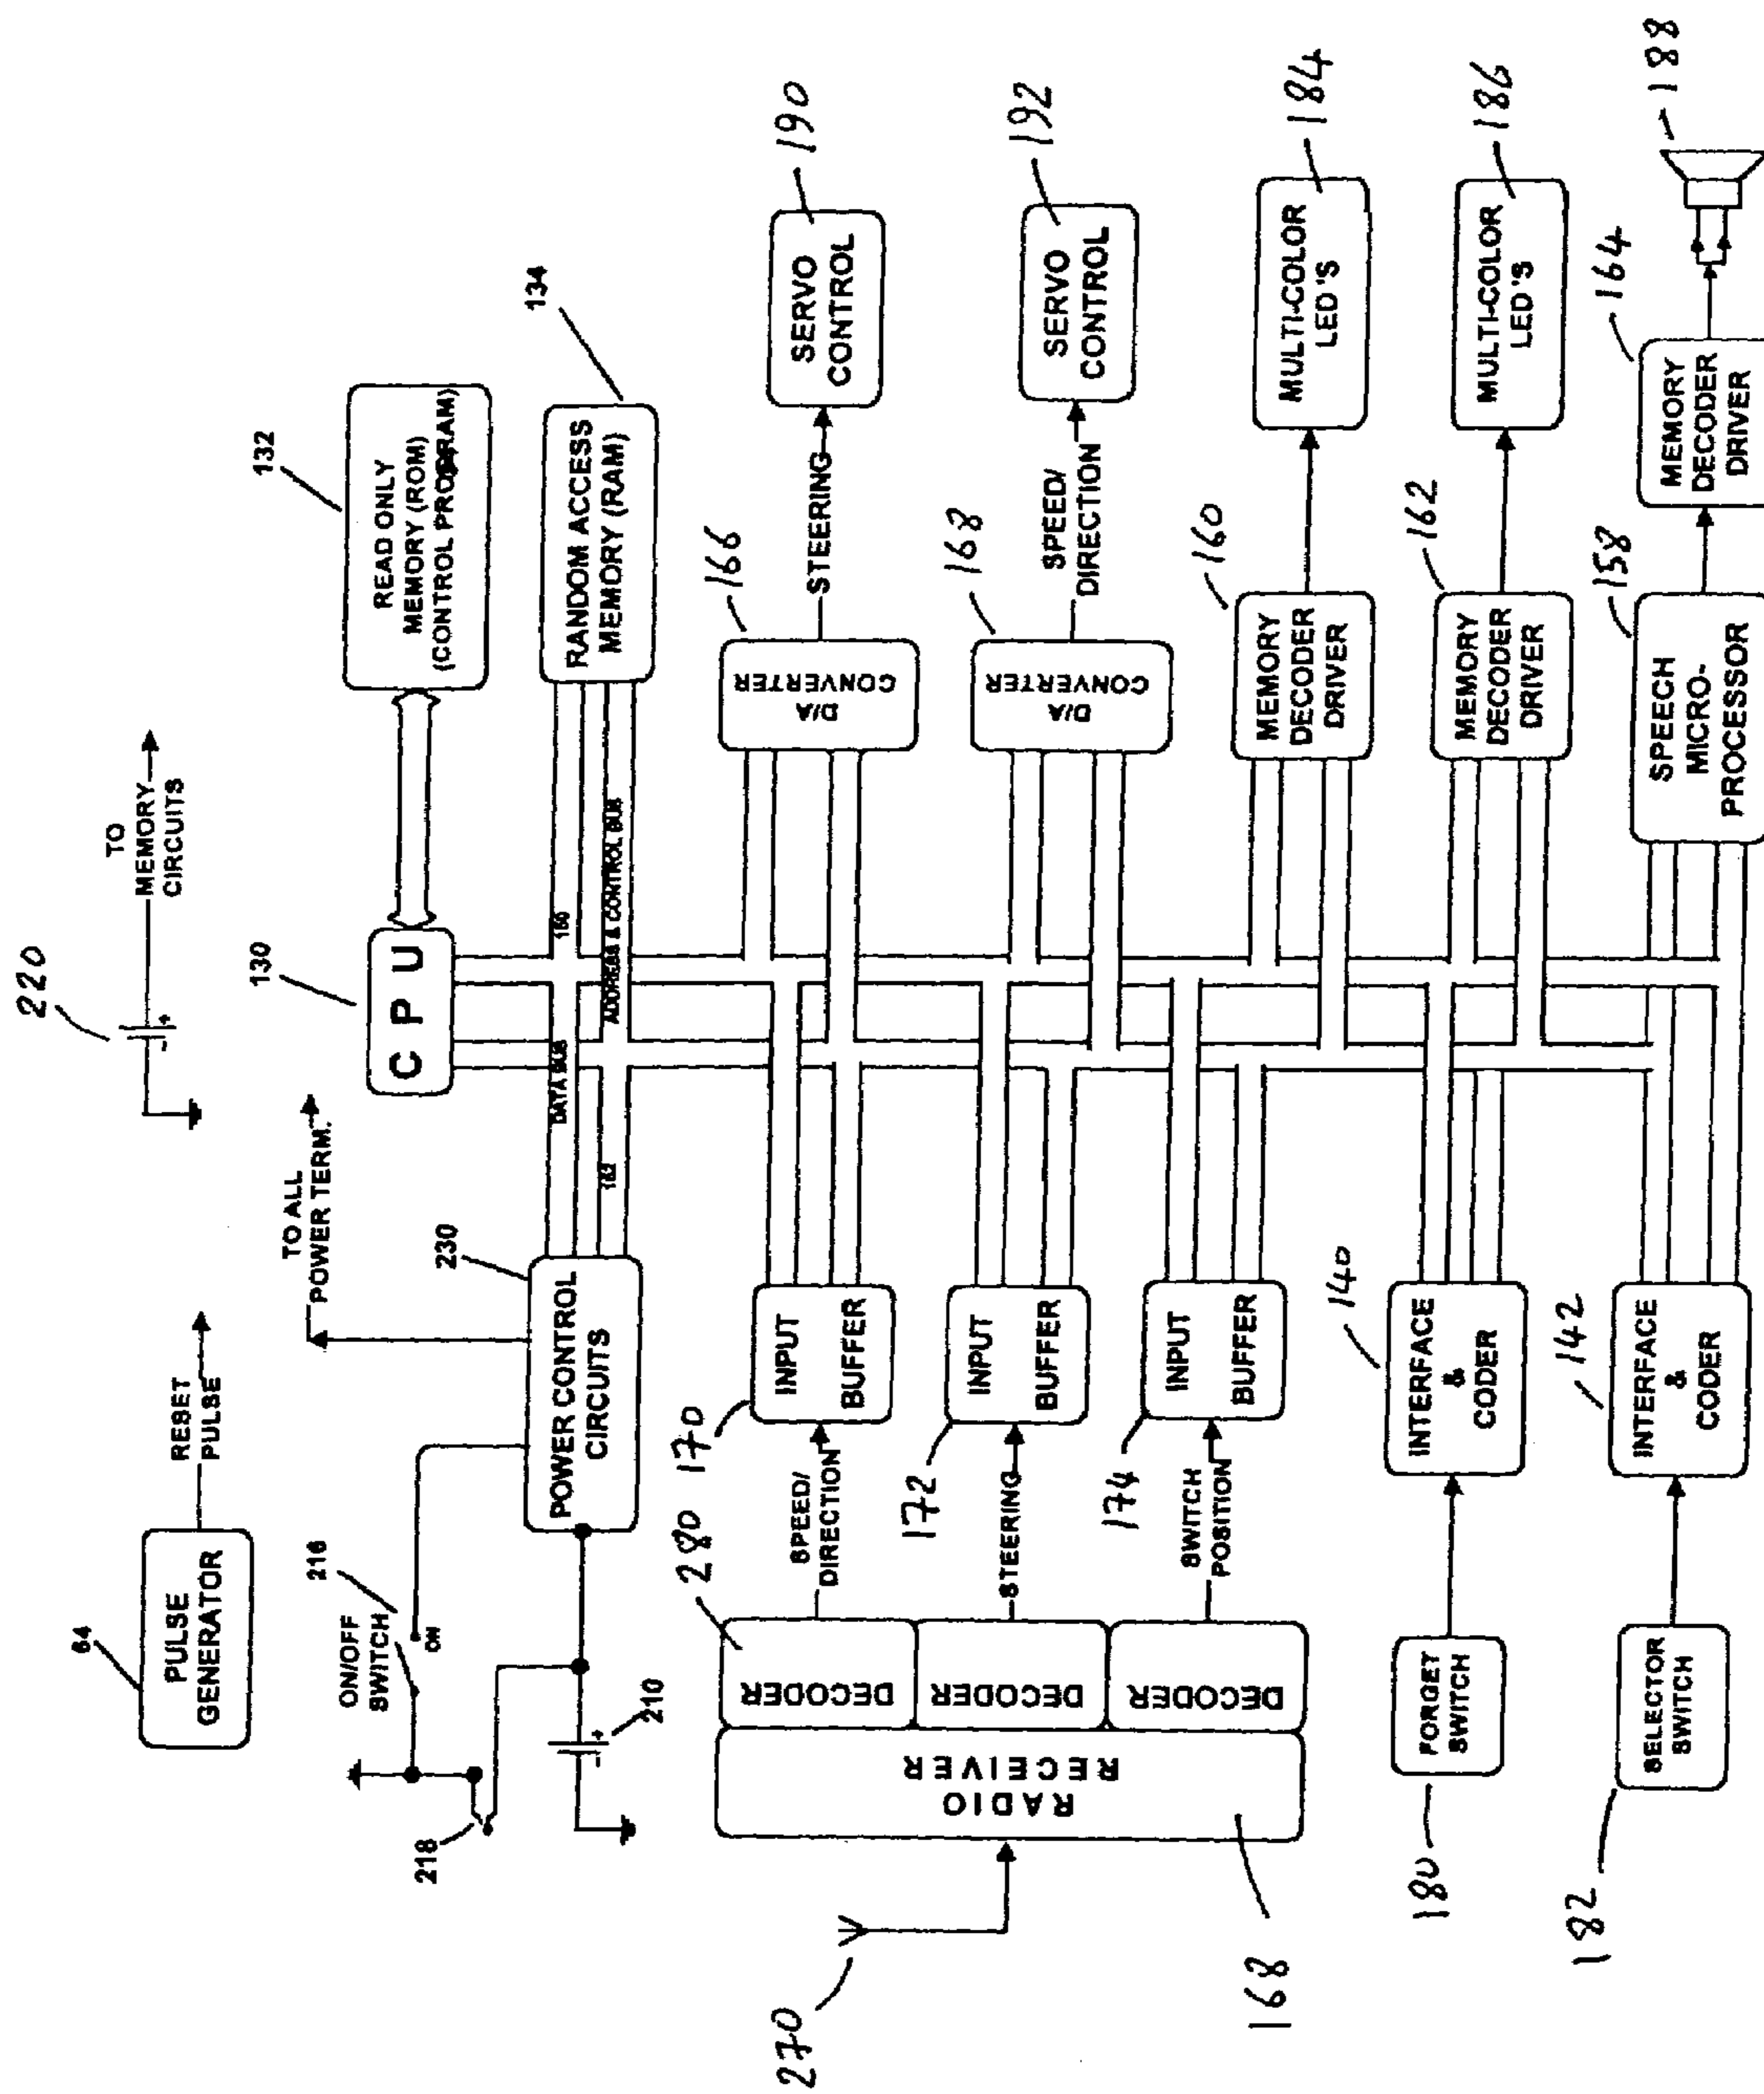 220
TO
MEMORY
CIRCUITS
64
PULSE
GENERATOR
RESET
PULSE
TO ALL
POWER TERM.
130
C P U
132
READ ONLY
MEMORY (ROM)
(CONTROL PROGRAM)
216
ON/OFF
SWITCH
ON
218
210
230
POWER CONTROL
CIRCUITS
DATA BUS
ADDRESS & CONTROL BUS
134
RANDOM ACCESS
MEMORY (RAM)
270
168
RADIO
RECEIVER
280
DECODER
DECODER
DECODER
SPEED/
DIRECTION
170
INPUT
BUFFER
166
D/A
CONVERTER
STEERING
190
SERVO
CONTROL
STEERING
172
INPUT
BUFFER
168
D/A
CONVERTER
SPEED/
DIRECTION
192
SERVO
CONTROL
SWITCH
POSITION
174
INPUT
BUFFER
160
MEMORY
DECODER
DRIVER
184
MULTI-COLOR
LED'S
180
FORGET
SWITCH
140
INTERFACE
&
CODER
162
MEMORY
DECODER
DRIVER
186
MULTI-COLOR
LED'S
182
SELECTOR
SWITCH
142
INTERFACE
&
CODER
158
SPEECH
MICRO-
PROCESSOR
164
MEMORY
DECODER
DRIVER
188